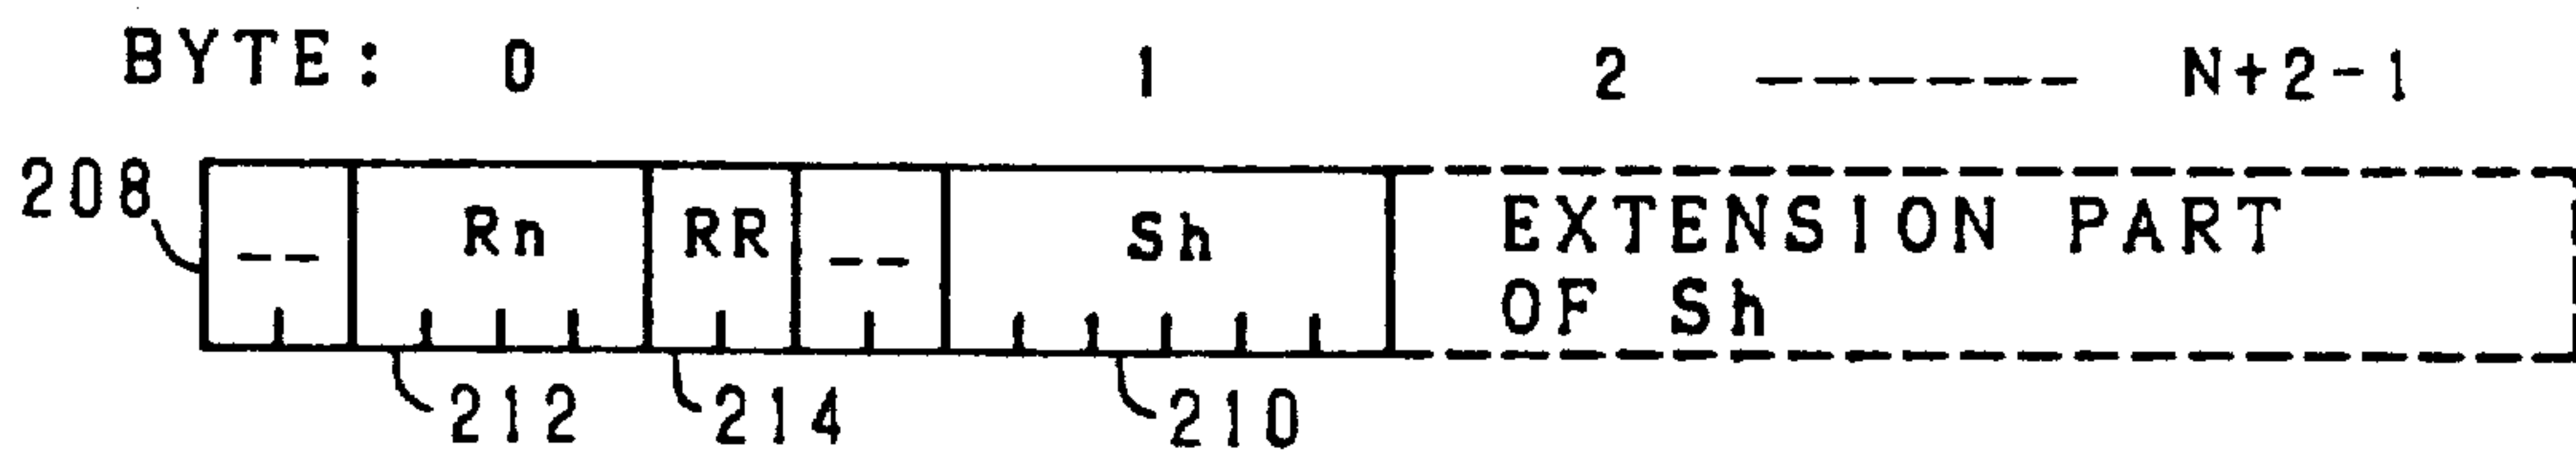 BYTE: 0 1 2 ------ N+2-1
208 -- Rn RR -- Sh EXTENSION PART
OF Sh
212 214 210